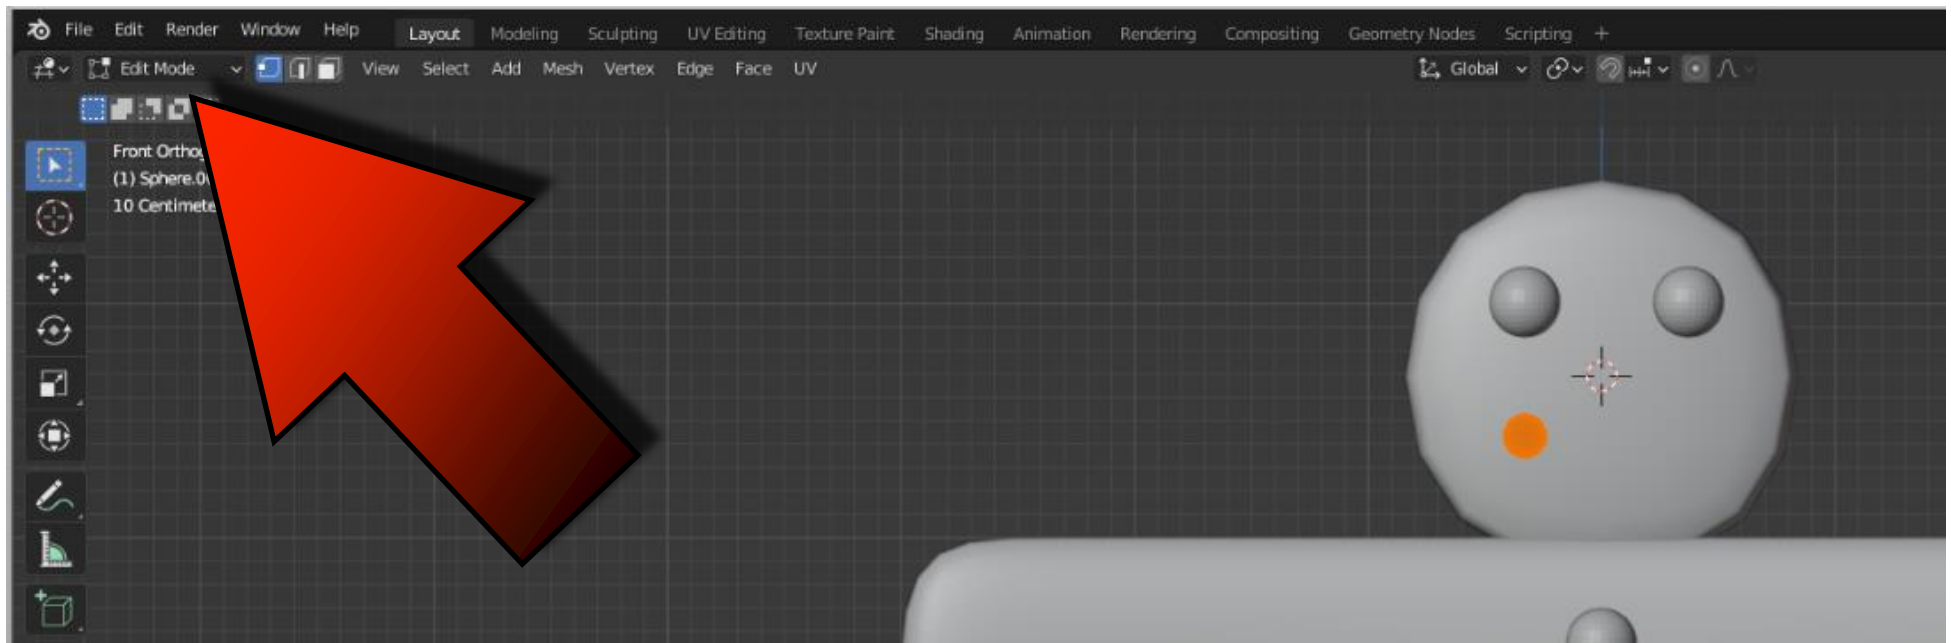 File Edit Render Window Help Layout Modeling Sculpting UV Editing Texture Paint Shading Animation Rendering Compositing Geometry Nodes Scripting +
Edit Mode View Select Add Mesh Vertex Edge Face UV Global
Front Orthog
(1) Sphere.0
10 Centimete